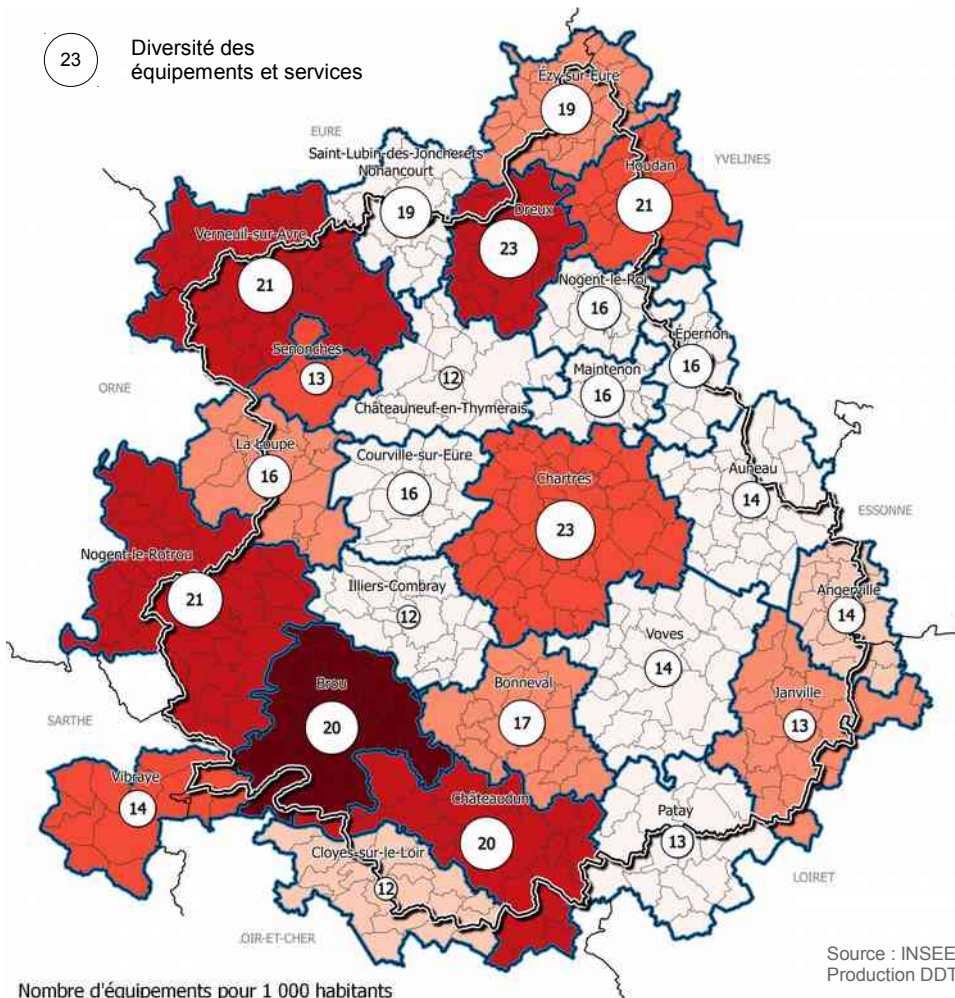 23
Diversité des
équipements et services
Ézy-sur-Eure
19
EURE
Saint-Lubin-des-Joncherets
Nonancourt
19
Houdan
21
YVELINES
Dreux
23
Verneuil-sur-Avre
21
Nogent-le-Roi
16
Épernon
16
Senonches
13
Maintenon
16
12
Châteauneuf-en-Thymerais
ORNE
La Loupe
16
Courville-sur-Eure
16
Chartres
23
Auneau
14
ESSONNE
Nogent-le-Rotrou
21
Illiers-Combray
12
Angerville
14
Voves
14
Brou
20
Bonneval
17
Janville
13
SARTHE
Vibraye
14
Châteaudun
20
Patay
13
Cloyes-sur-le-Loir
12
LOIRET
.OIR-ET-CHER
Source : INSEE
Production DDT
Nombre d'équipements pour 1 000 habitants